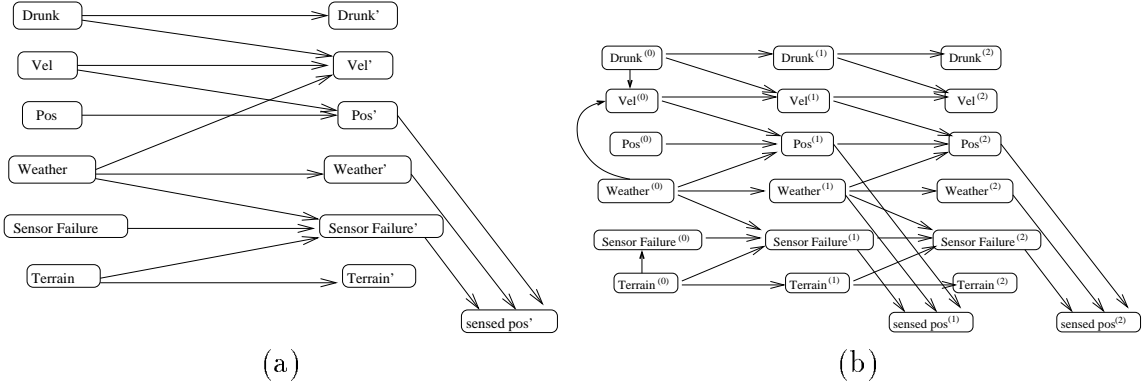 Drunk Drunk'
Vel Vel'
Pos Pos'
Weather Weather'
Sensor Failure Sensor Failure'
Terrain Terrain'
sensed pos'
(a)
Drunk(0) Drunk(1) Drunk(2)
Vel(0) Vel(1) Vel(2)
Pos(0) Pos(1) Pos(2)
Weather(0) Weather(1) Weather(2)
Sensor Failure(0) Sensor Failure(1) Sensor Failure(2)
Terrain(0) Terrain(1) Terrain(2)
sensed pos(1) sensed pos(2)
(b)